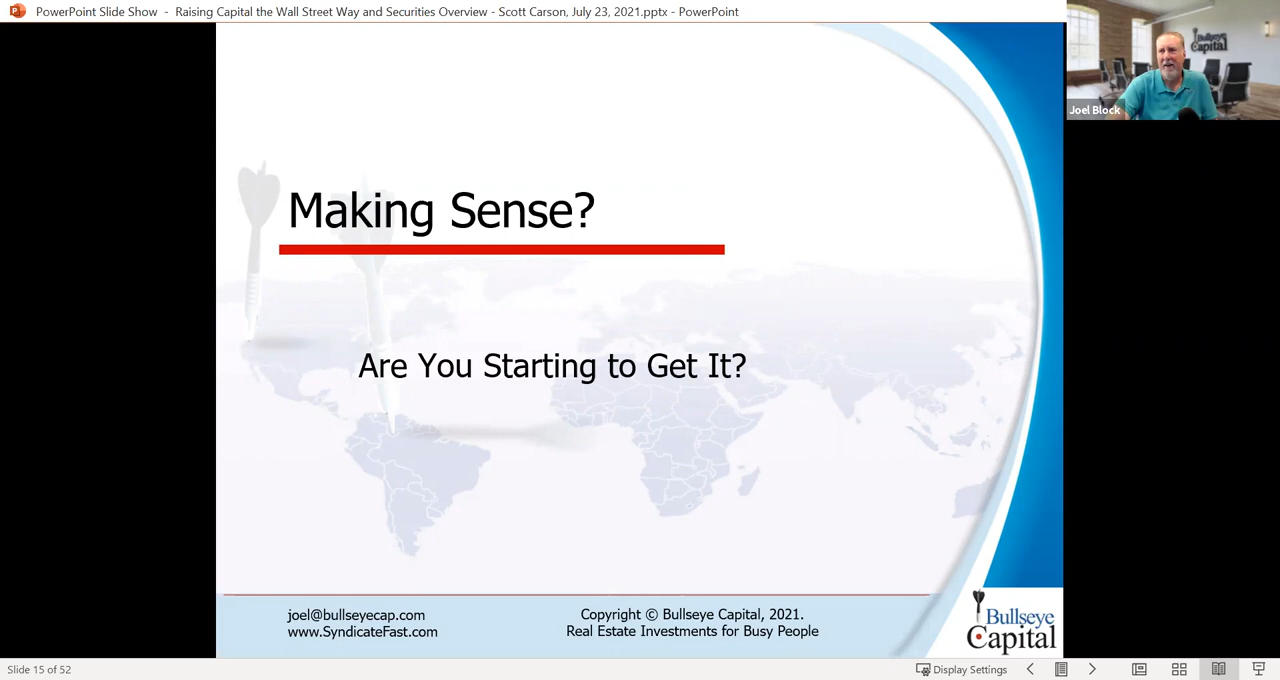 PowerPoint Slide Show - Raising Capital the Wall Street Way and Securities Overview - Scott Carson, July 23, 2021.pptx - PowerPoint
Bullseye
Capital
Joel Block
Making Sense?
Are You Starting to Get It?
joel@bullseyecap.com
www.SyndicateFast.com
Copyright © Bullseye Capital, 2021.
Real Estate Investments for Busy People
Bullseye
Capital
Slide 15 of 52
Display Settings